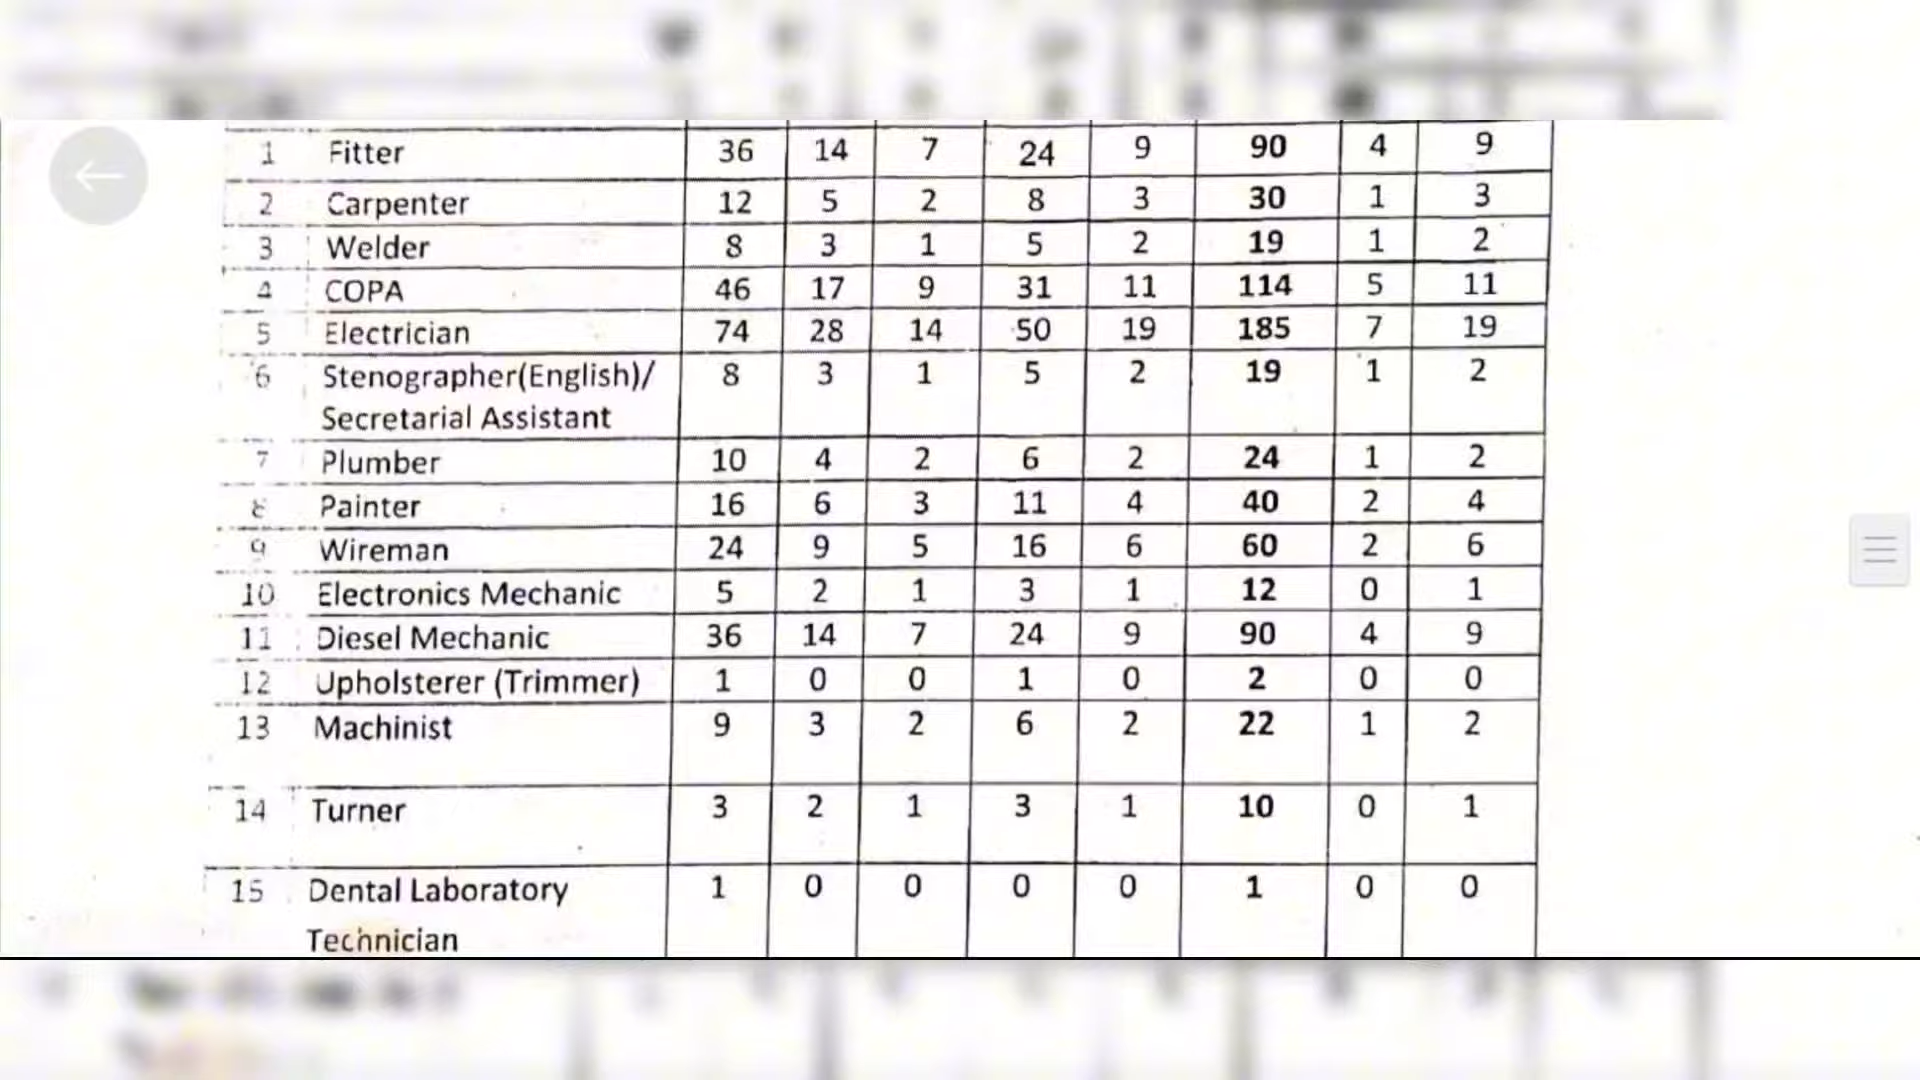 1 Fitter 36 14 7 24 9 90 4 9
2 Carpenter 12 5 2 8 3 30 1 3
3 Welder 8 3 1 5 2 19 1 2
4 COPA 46 17 9 31 11 114 5 11
5 Electrician 74 28 14 50 19 185 7 19
6 Stenographer(English)/ 8 3 1 5 2 19 1 2
Secretarial Assistant
7 Plumber 10 4 2 6 2 24 1 2
8 Painter 16 6 3 11 4 40 2 4
9 Wireman 24 9 5 16 6 60 2 6
10 Electronics Mechanic 5 2 1 3 1 12 0 1
11 Diesel Mechanic 36 14 7 24 9 90 4 9
12 Upholsterer (Trimmer) 1 0 0 1 0 2 0 0
13 Machinist 9 3 2 6 2 22 1 2
14 Turner 3 2 1 3 1 10 0 1
15 Dental Laboratory 1 0 0 0 0 1 0 0
Technician